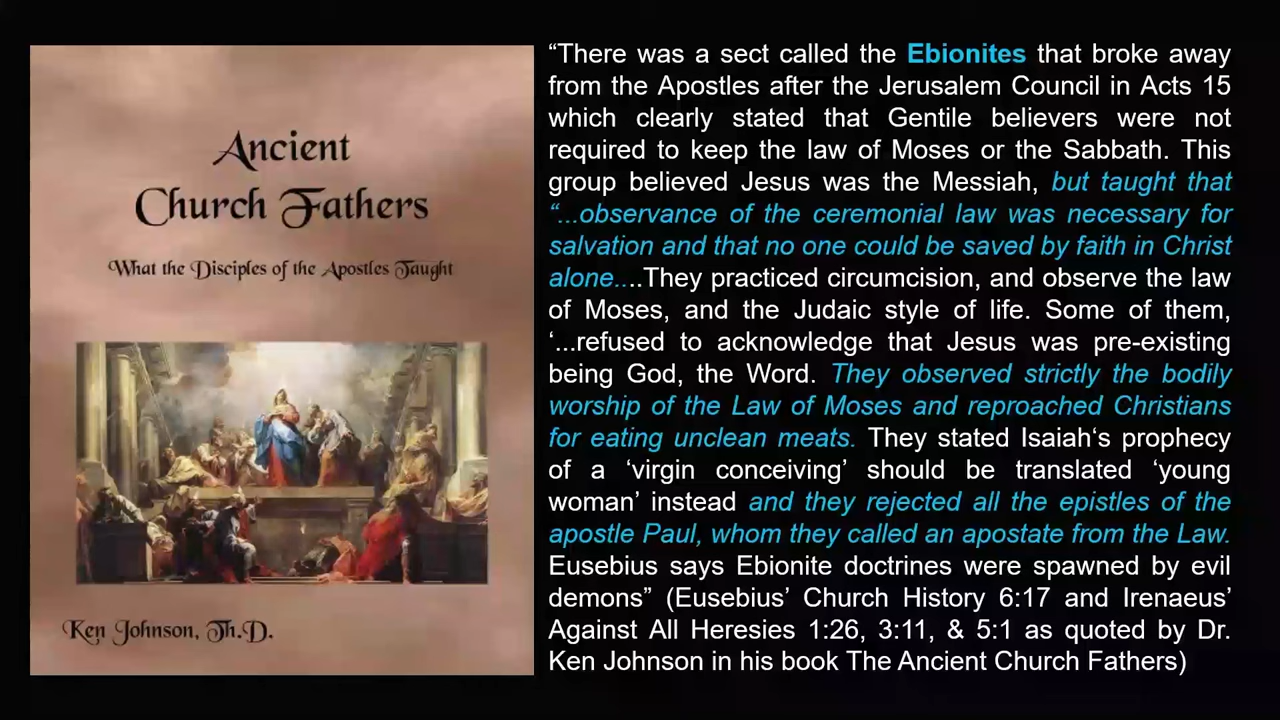 Ancient
Church Fathers
What the Disciples of the Apostles Taught
Ken Johnson, Th.D.
“There was a sect called the Ebionites that broke away
from the Apostles after the Jerusalem Council in Acts 15
which clearly stated that Gentile believers were not
required to keep the law of Moses or the Sabbath. This
group believed Jesus was the Messiah, but taught that
“...observance of the ceremonial law was necessary for
salvation and that no one could be saved by faith in Christ
alone....They practiced circumcision, and observe the law
of Moses, and the Judaic style of life. Some of them,
‘...refused to acknowledge that Jesus was pre-existing
being God, the Word. They observed strictly the bodily
worship of the Law of Moses and reproached Christians
for eating unclean meats. They stated Isaiah‘s prophecy
of a ‘virgin conceiving’ should be translated ‘young
woman’ instead and they rejected all the epistles of the
apostle Paul, whom they called an apostate from the Law.
Eusebius says Ebionite doctrines were spawned by evil
demons” (Eusebius’ Church History 6:17 and Irenaeus’
Against All Heresies 1:26, 3:11, & 5:1 as quoted by Dr.
Ken Johnson in his book The Ancient Church Fathers)